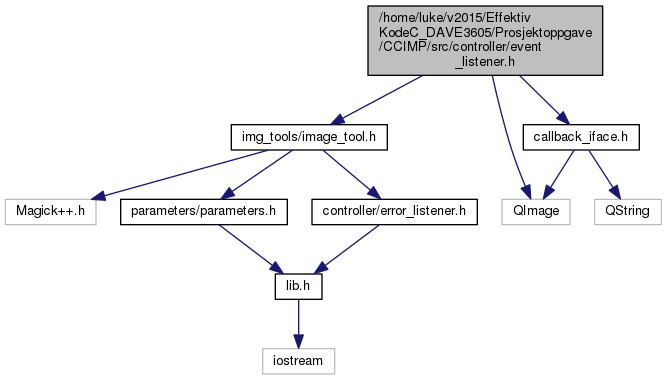 /home/luke/v2015/Effektiv
KodeC_DAVE3605/Prosjektoppgave
/CCIMP/src/controller/event
_listener.h
img_tools/image_tool.h
callback_iface.h
Magick++.h
parameters/parameters.h
controller/error_listener.h
QImage
QString
lib.h
iostream